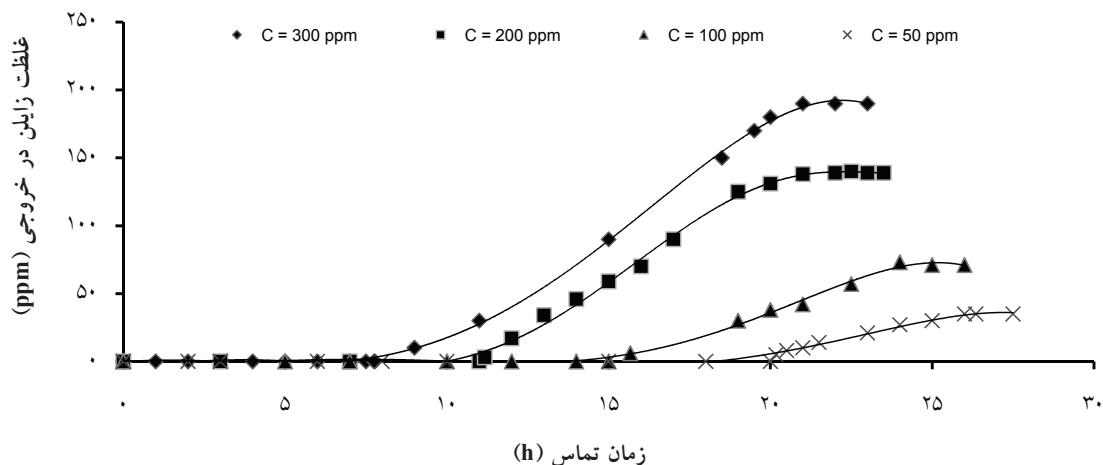 غلظت زایلن در خروجی (ppm)
۲۵۰
۲۰۰
۱۵۰
۱۰۰
۵۰
۰
C = 300 ppm C = 200 ppm C = 100 ppm C = 50 ppm
۰ ۵ ۱۰ ۱۵ ۲۰ ۲۵ ۳۰
زمان تماس (h)